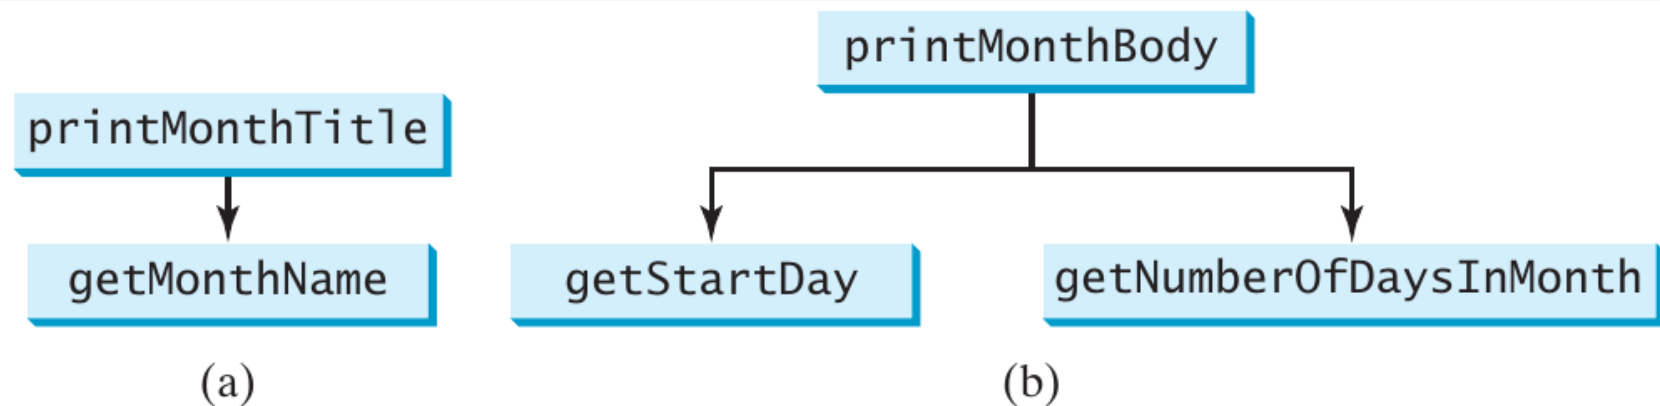 printMonthTitle
getMonthName
(a)
printMonthBody
getStartDay
getNumberOfDaysInMonth
(b)